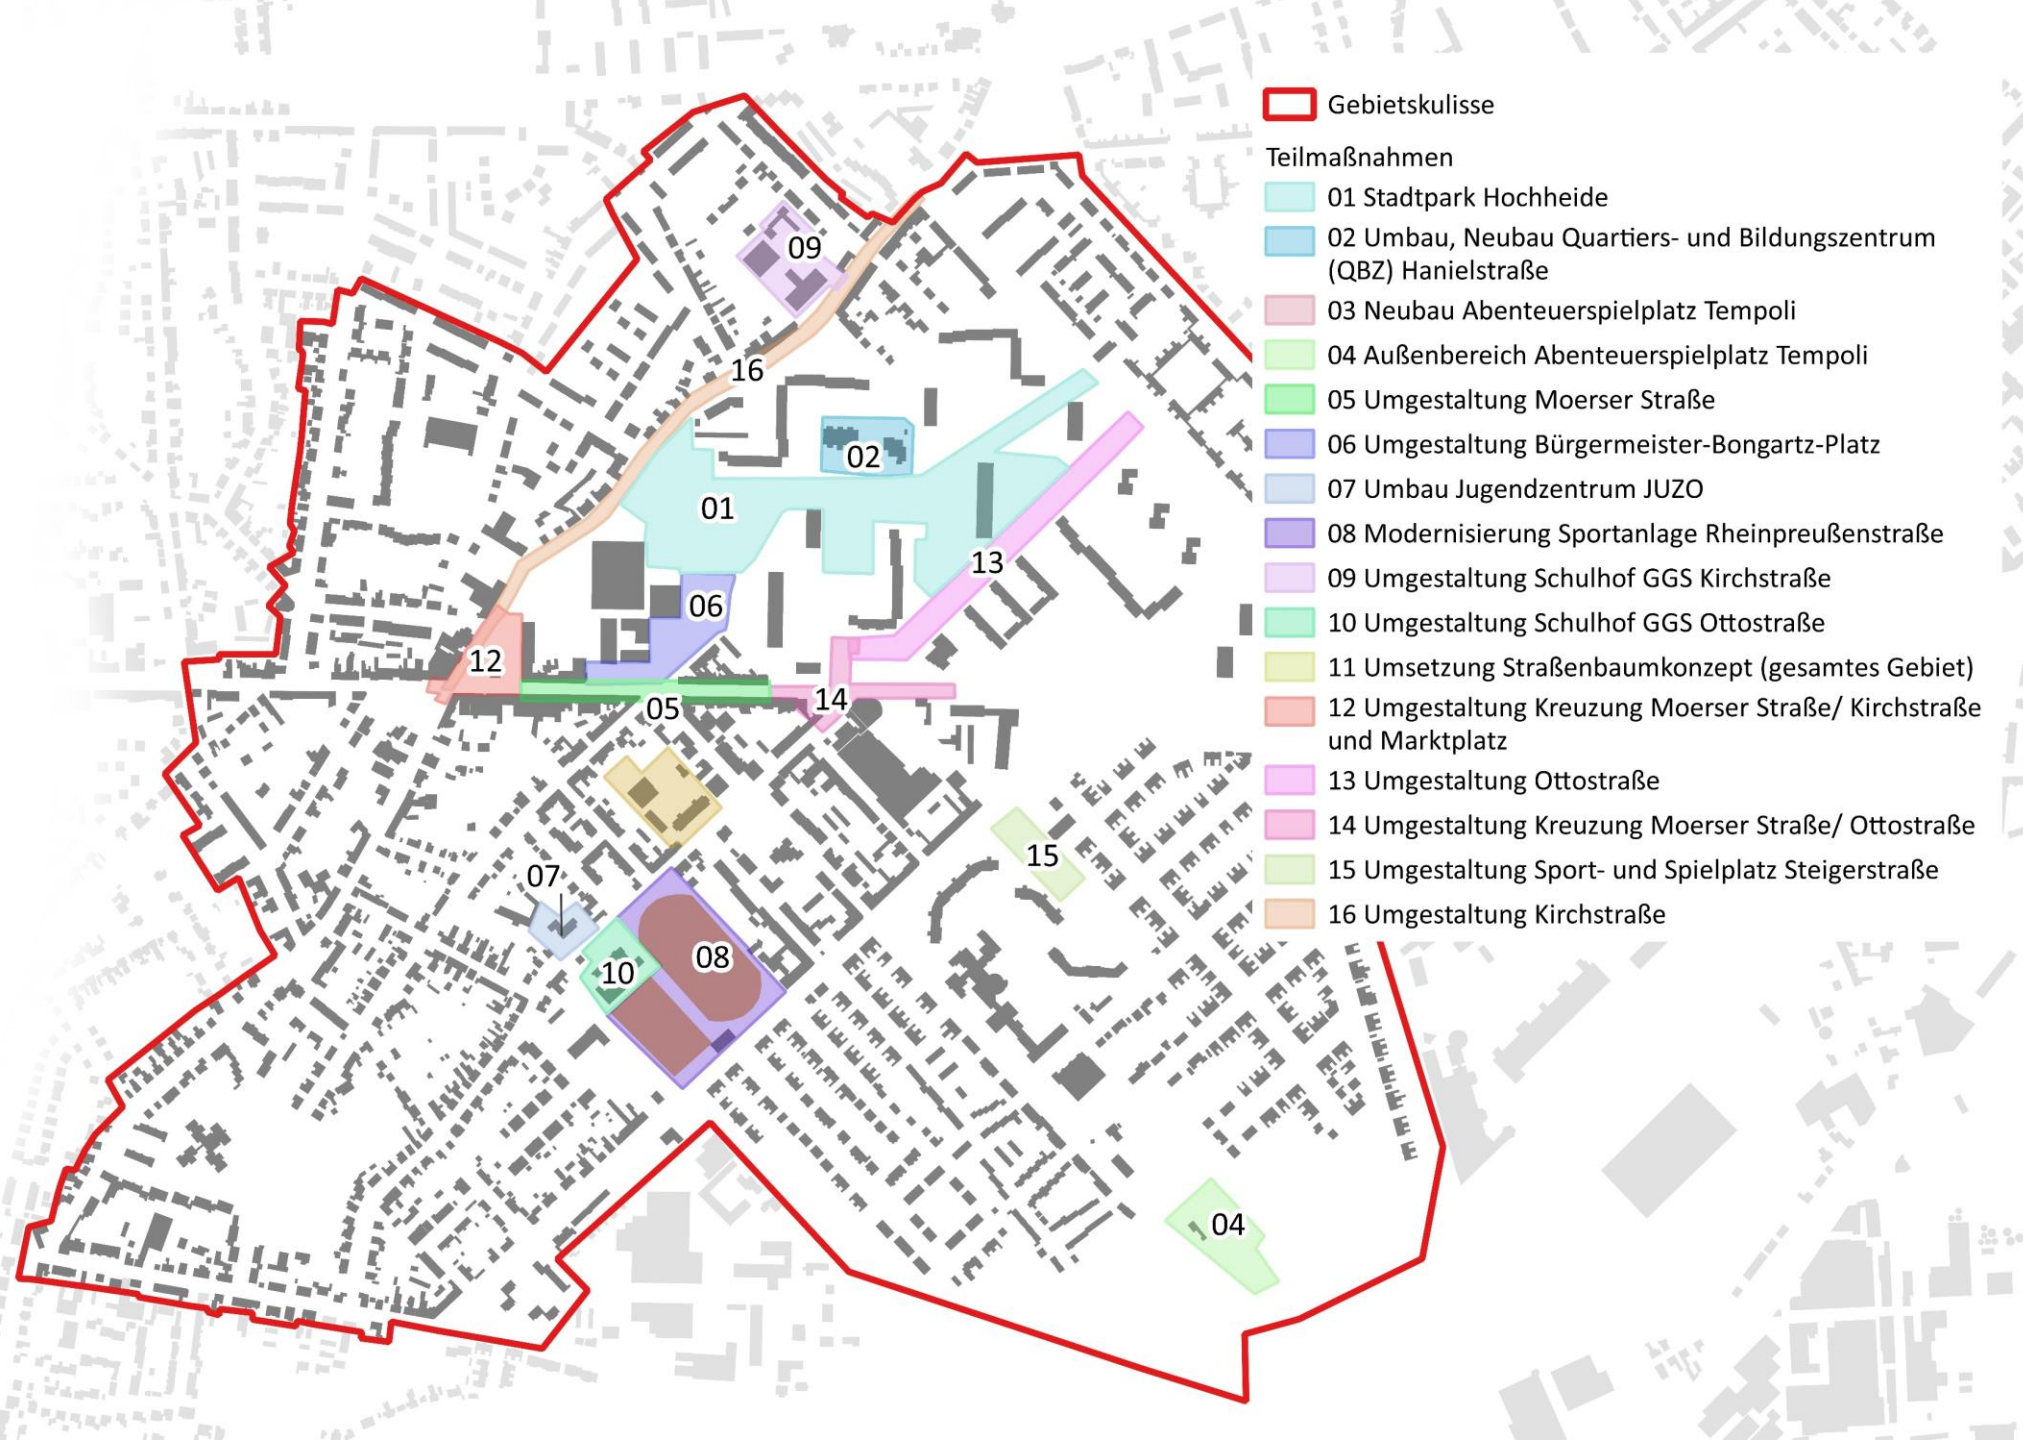 Gebietskulisse
Teilmaßnahmen
01 Stadtpark Hochheide
02 Umbau, Neubau Quartiers- und Bildungszentrum
(QBZ) Hanielstraße
03 Neubau Abenteuerspielplatz Tempoli
04 Außenbereich Abenteuerspielplatz Tempoli
05 Umgestaltung Moerser Straße
06 Umgestaltung Bürgermeister-Bongartz-Platz
07 Umbau Jugendzentrum JUZO
08 Modernisierung Sportanlage Rheinpreußenstraße
09 Umgestaltung Schulhof GGS Kirchstraße
10 Umgestaltung Schulhof GGS Ottostraße
11 Umsetzung Straßenbaumkonzept (gesamtes Gebiet)
12 Umgestaltung Kreuzung Moerser Straße/ Kirchstraße
und Marktplatz
13 Umgestaltung Ottostraße
14 Umgestaltung Kreuzung Moerser Straße/ Ottostraße
15 Umgestaltung Sport- und Spielplatz Steigerstraße
16 Umgestaltung Kirchstraße
09
16
02
01
13
06
12
14
05
15
07
08
10
04